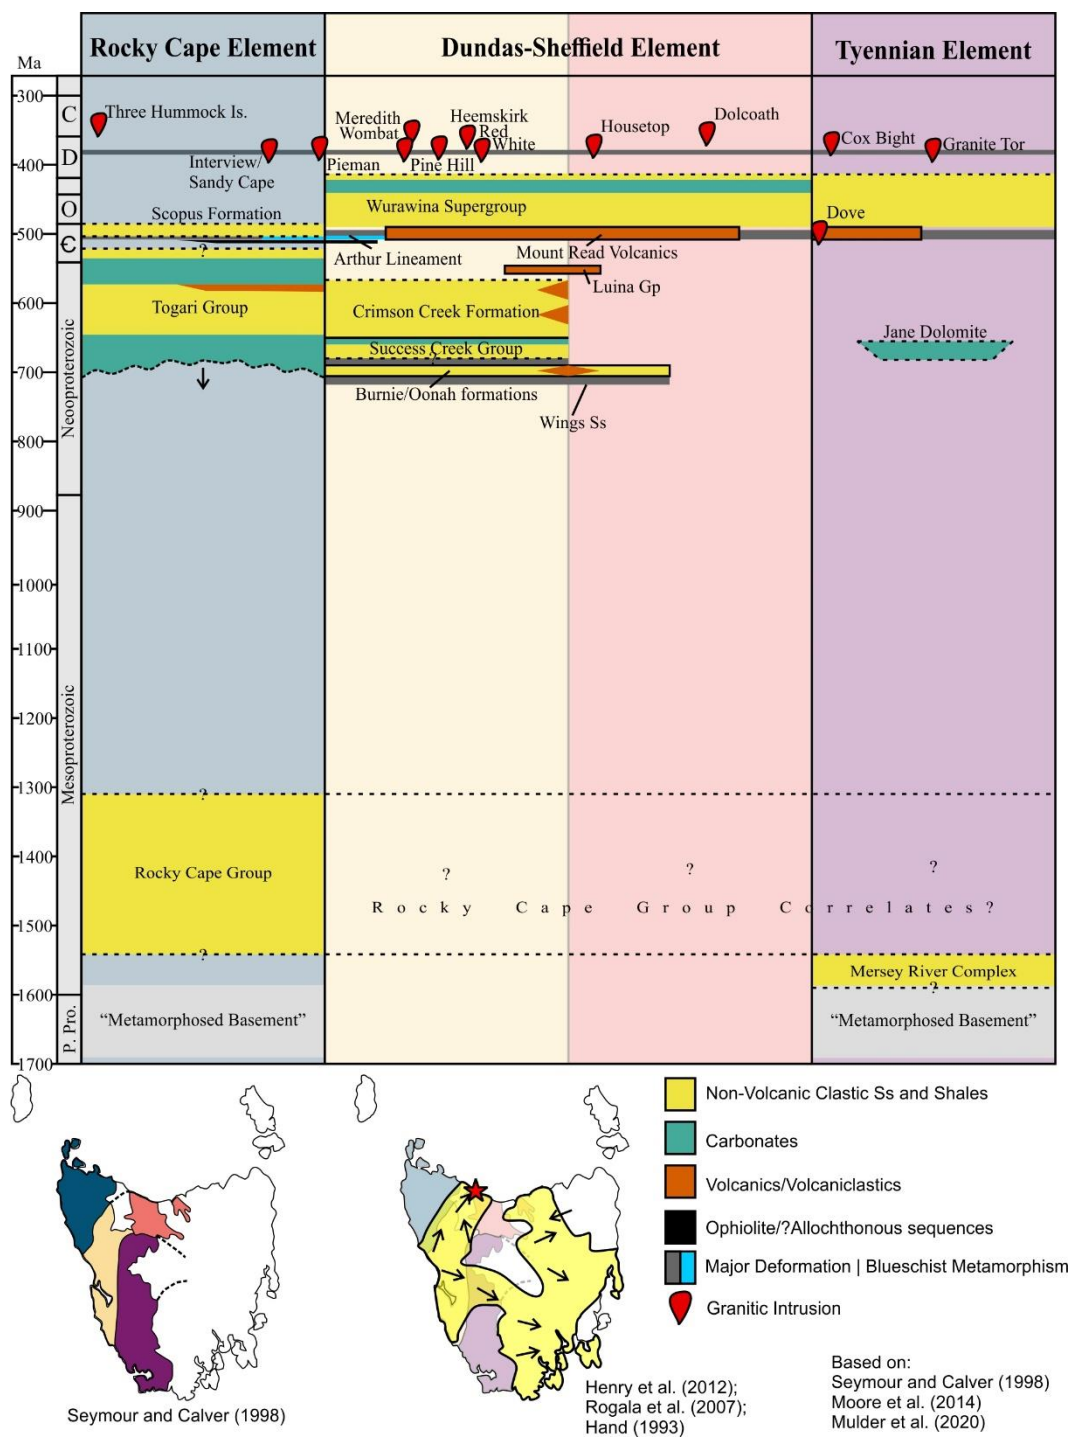 Rocky Cape Element
Dundas-Sheffield Element
Tyennian Element
Ma
300
400
500
600
700
800
900
1000
1100
1200
1300
1400
1500
1600
1700
C
D
O
Є
Neooproterozoic
Mesoproterozoic
P. Pro.
Three Hummock Is.
Interview/
Sandy Cape
Pieman
Meredith
Wombat
Pine Hill
Heemskirk
Red
White
Housetop
Dolcoath
Cox Bight
Granite Tor
Dove
Scopus Formation
?
Wurawina Supergroup
Arthur Lineament
Mount Read Volcanics
Luina Gp
Togari Group
Crimson Creek Formation
Success Creek Group
?
Burnie/Oonah formations
Wings Ss
Jane Dolomite
?
Rocky Cape Group
?
?
?
?
Rocky Cape Group Correlates?
Mersey River Complex
?
“Metamorphosed Basement”
“Metamorphosed Basement”
Non-Volcanic Clastic Ss and Shales
Carbonates
Volcanics/Volcaniclastics
Ophiolite/?Allochthonous sequences
Major Deformation | Blueschist Metamorphism
Granitic Intrusion
Seymour and Calver (1998)
Henry et al. (2012);
Rogala et al. (2007);
Hand (1993)
Based on:
Seymour and Calver (1998)
Moore et al. (2014)
Mulder et al. (2020)